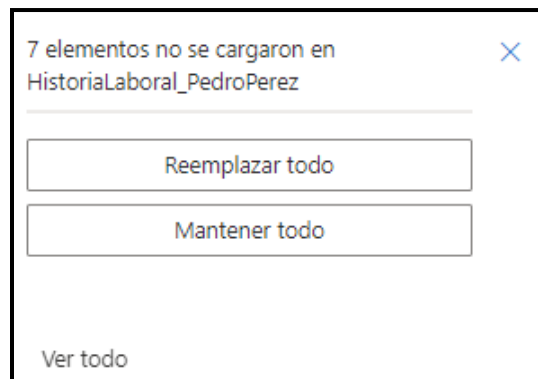 7 elementos no se cargaron en
HistoriaLaboral_PedroPerez
Reemplazar todo
Mantener todo
Ver todo